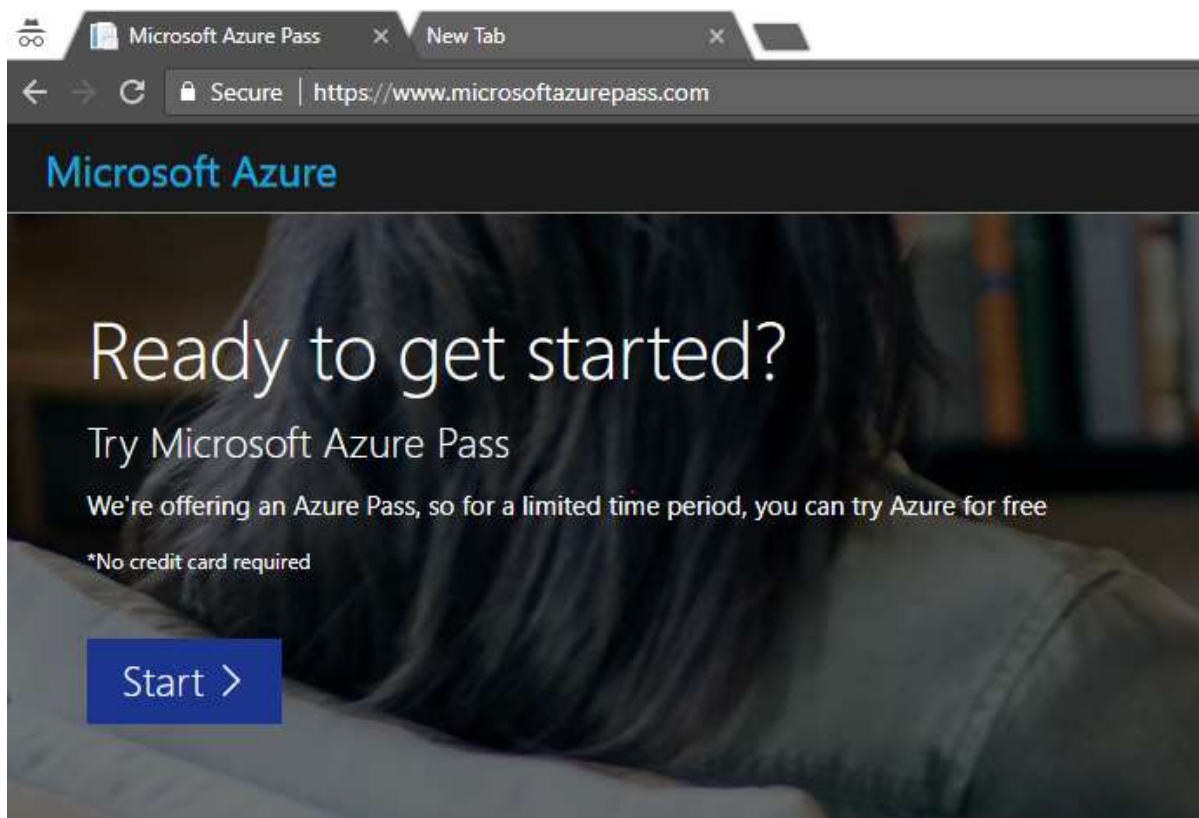 Microsoft Azure Pass
New Tab
Secure | https://www.microsoftazurepass.com
Microsoft Azure
Ready to get started?
Try Microsoft Azure Pass
We're offering an Azure Pass, so for a limited time period, you can try Azure for free
*No credit card required
Start >